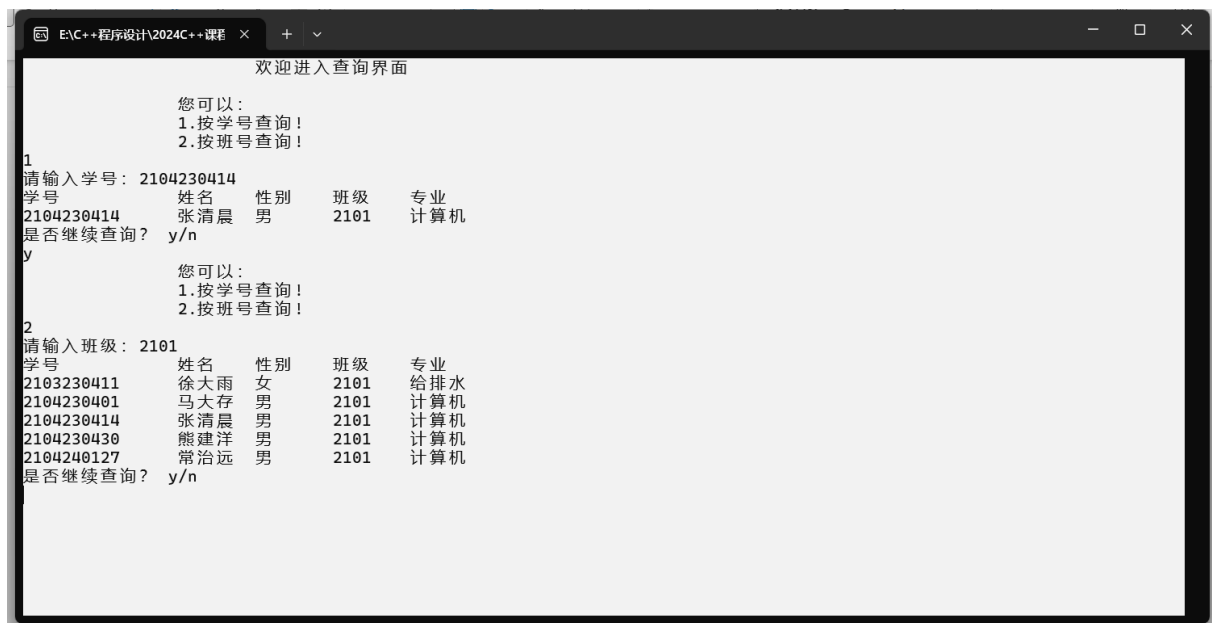 E:\C++程序设计\2024C++课程
欢迎进入查询界面
您可以:
1.按学号查询!
2.按班号查询!
1
请输入学号: 2104230414
学号 姓名 性别 班级 专业
2104230414 张清晨 男 2101 计算机
是否继续查询? y/n
y
您可以:
1.按学号查询!
2.按班号查询!
2
请输入班级: 2101
学号 姓名 性别 班级 专业
2103230411 徐大雨 女 2101 给排水
2104230401 马大存 男 2101 计算机
2104230414 张清晨 男 2101 计算机
2104230430 熊建洋 男 2101 计算机
2104240127 常治远 男 2101 计算机
是否继续查询? y/n